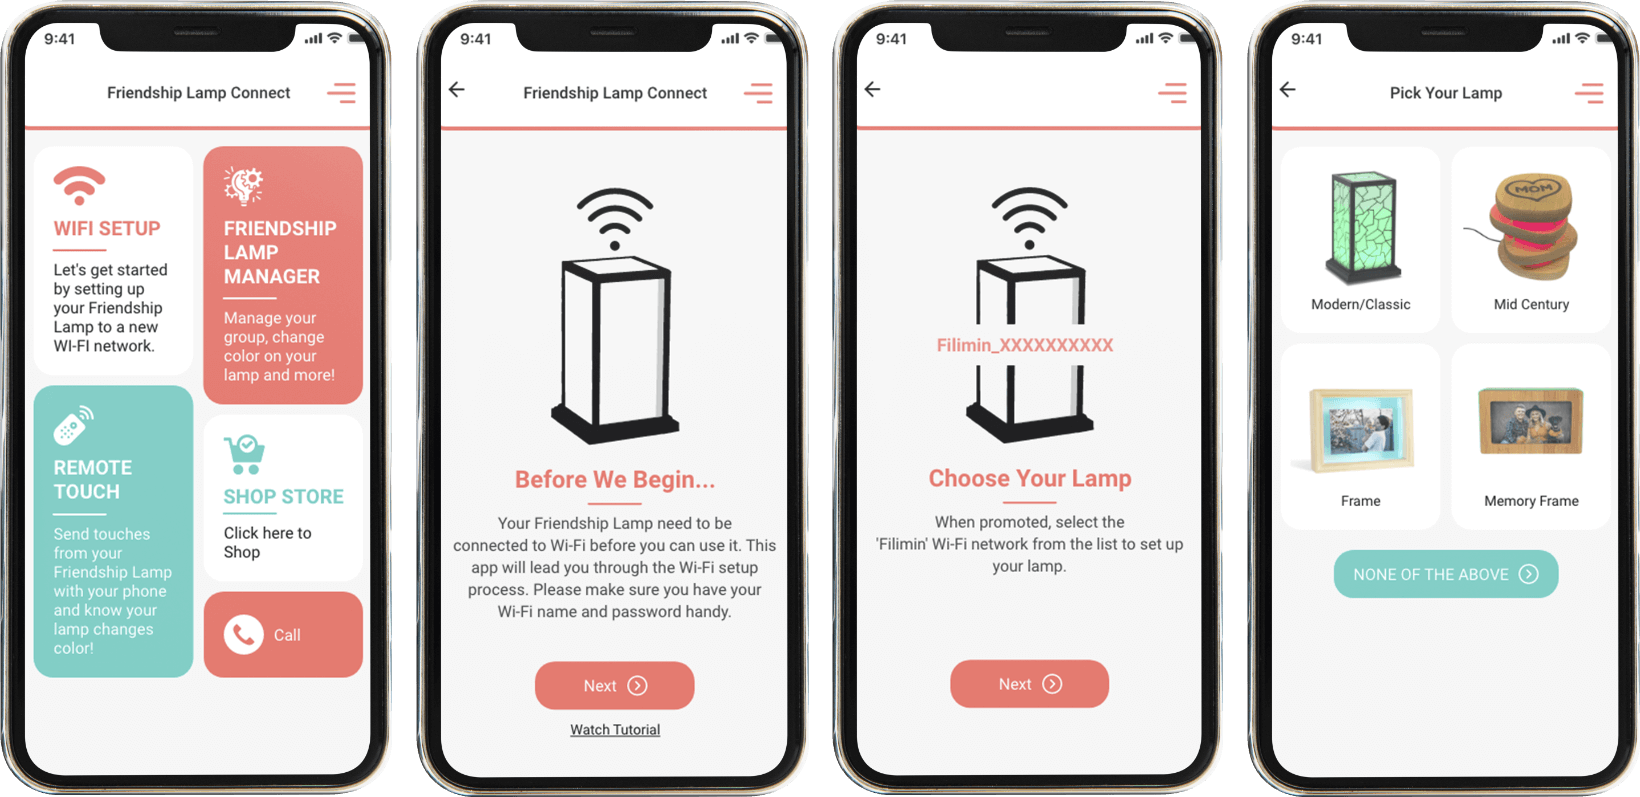 9:41
Friendship Lamp Connect
WIFI SETUP
Let's get started
by setting up
your Friendship
Lamp to a new
WI-FI network.
FRIENDSHIP
LAMP
MANAGER
Manage your
group, change
color on your
lamp and more!
REMOTE
TOUCH
Send touches
from your
Friendship Lamp
with your phone
and know your
lamp changes
color!
SHOP STORE
Click here to
Shop
Call
9:41
Friendship Lamp Connect
Before We Begin...
Your Friendship Lamp need to be
connected to Wi-Fi before you can use it. This
app will lead you through the Wi-Fi setup
process. Please make sure you have your
Wi-Fi name and password handy.
Next
Watch Tutorial
9:41
Filimin_XXXXXXXXXX
Choose Your Lamp
When promoted, select the
'Filimin' Wi-Fi network from the list to set up
your lamp.
Next
9:41
Pick Your Lamp
Modern/Classic
MOM
Mid Century
Frame
Memory Frame
NONE OF THE ABOVE